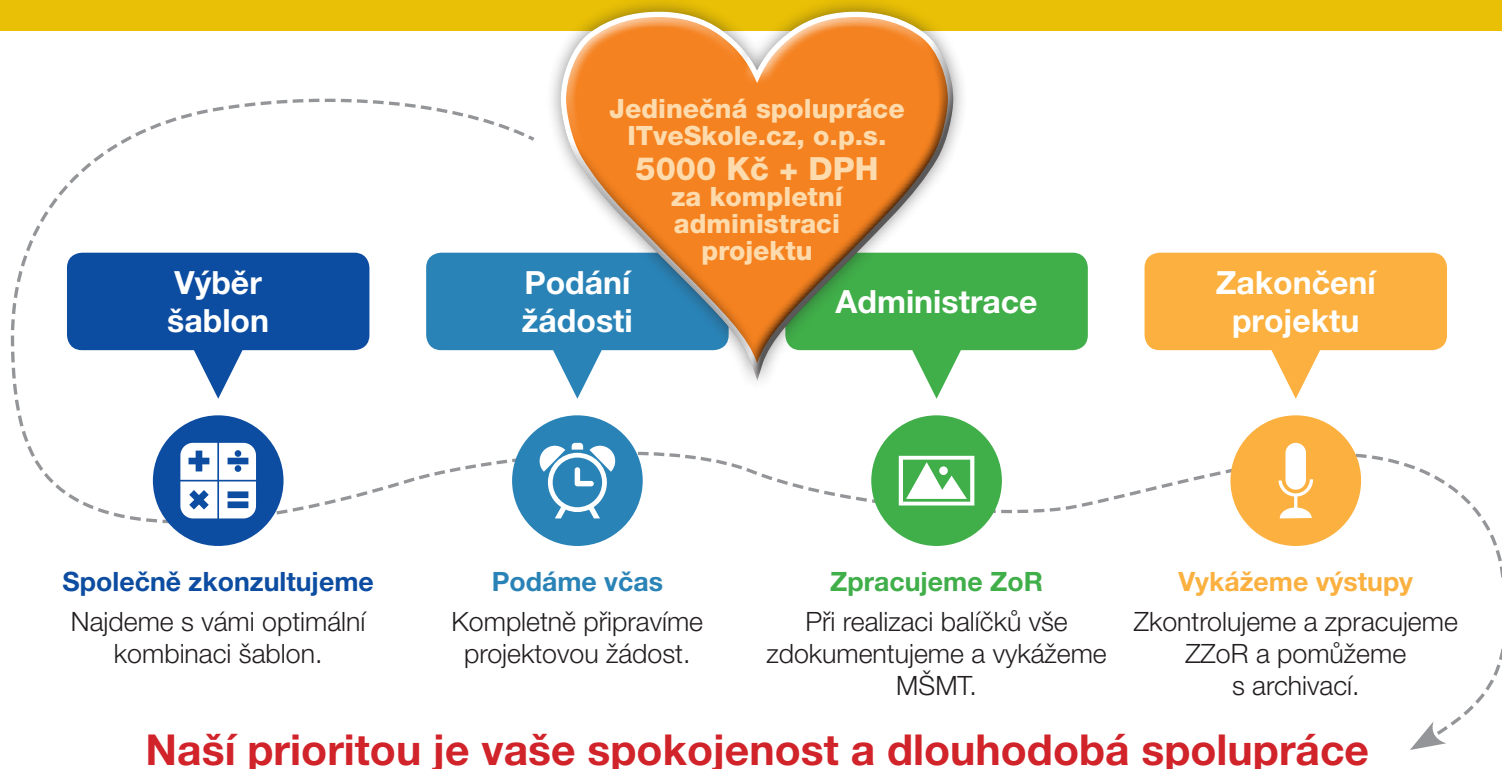 Jedinečná spolupráce
ITveSkole.cz, o.p.s.
5000 Kč + DPH
za kompletní
administraci
projektu
Výběr
šablon
Podání
žádosti
Administrace
Zakončení
projektu
Společně zkonzultujeme
Najdeme s vámi optimální
kombinaci šablon.
Podáme včas
Kompletně připravíme
projektovou žádost.
Zpracujeme ZoR
Při realizaci balíčků vše
zdokumentujeme a vykážeme
MŠMT.
Vykážeme výstupy
Zkontrolujeme a zpracujeme
ZZoR a pomůžeme
s archivací.
Naší prioritou je vaše spokojenost a dlouhodobá spolupráce